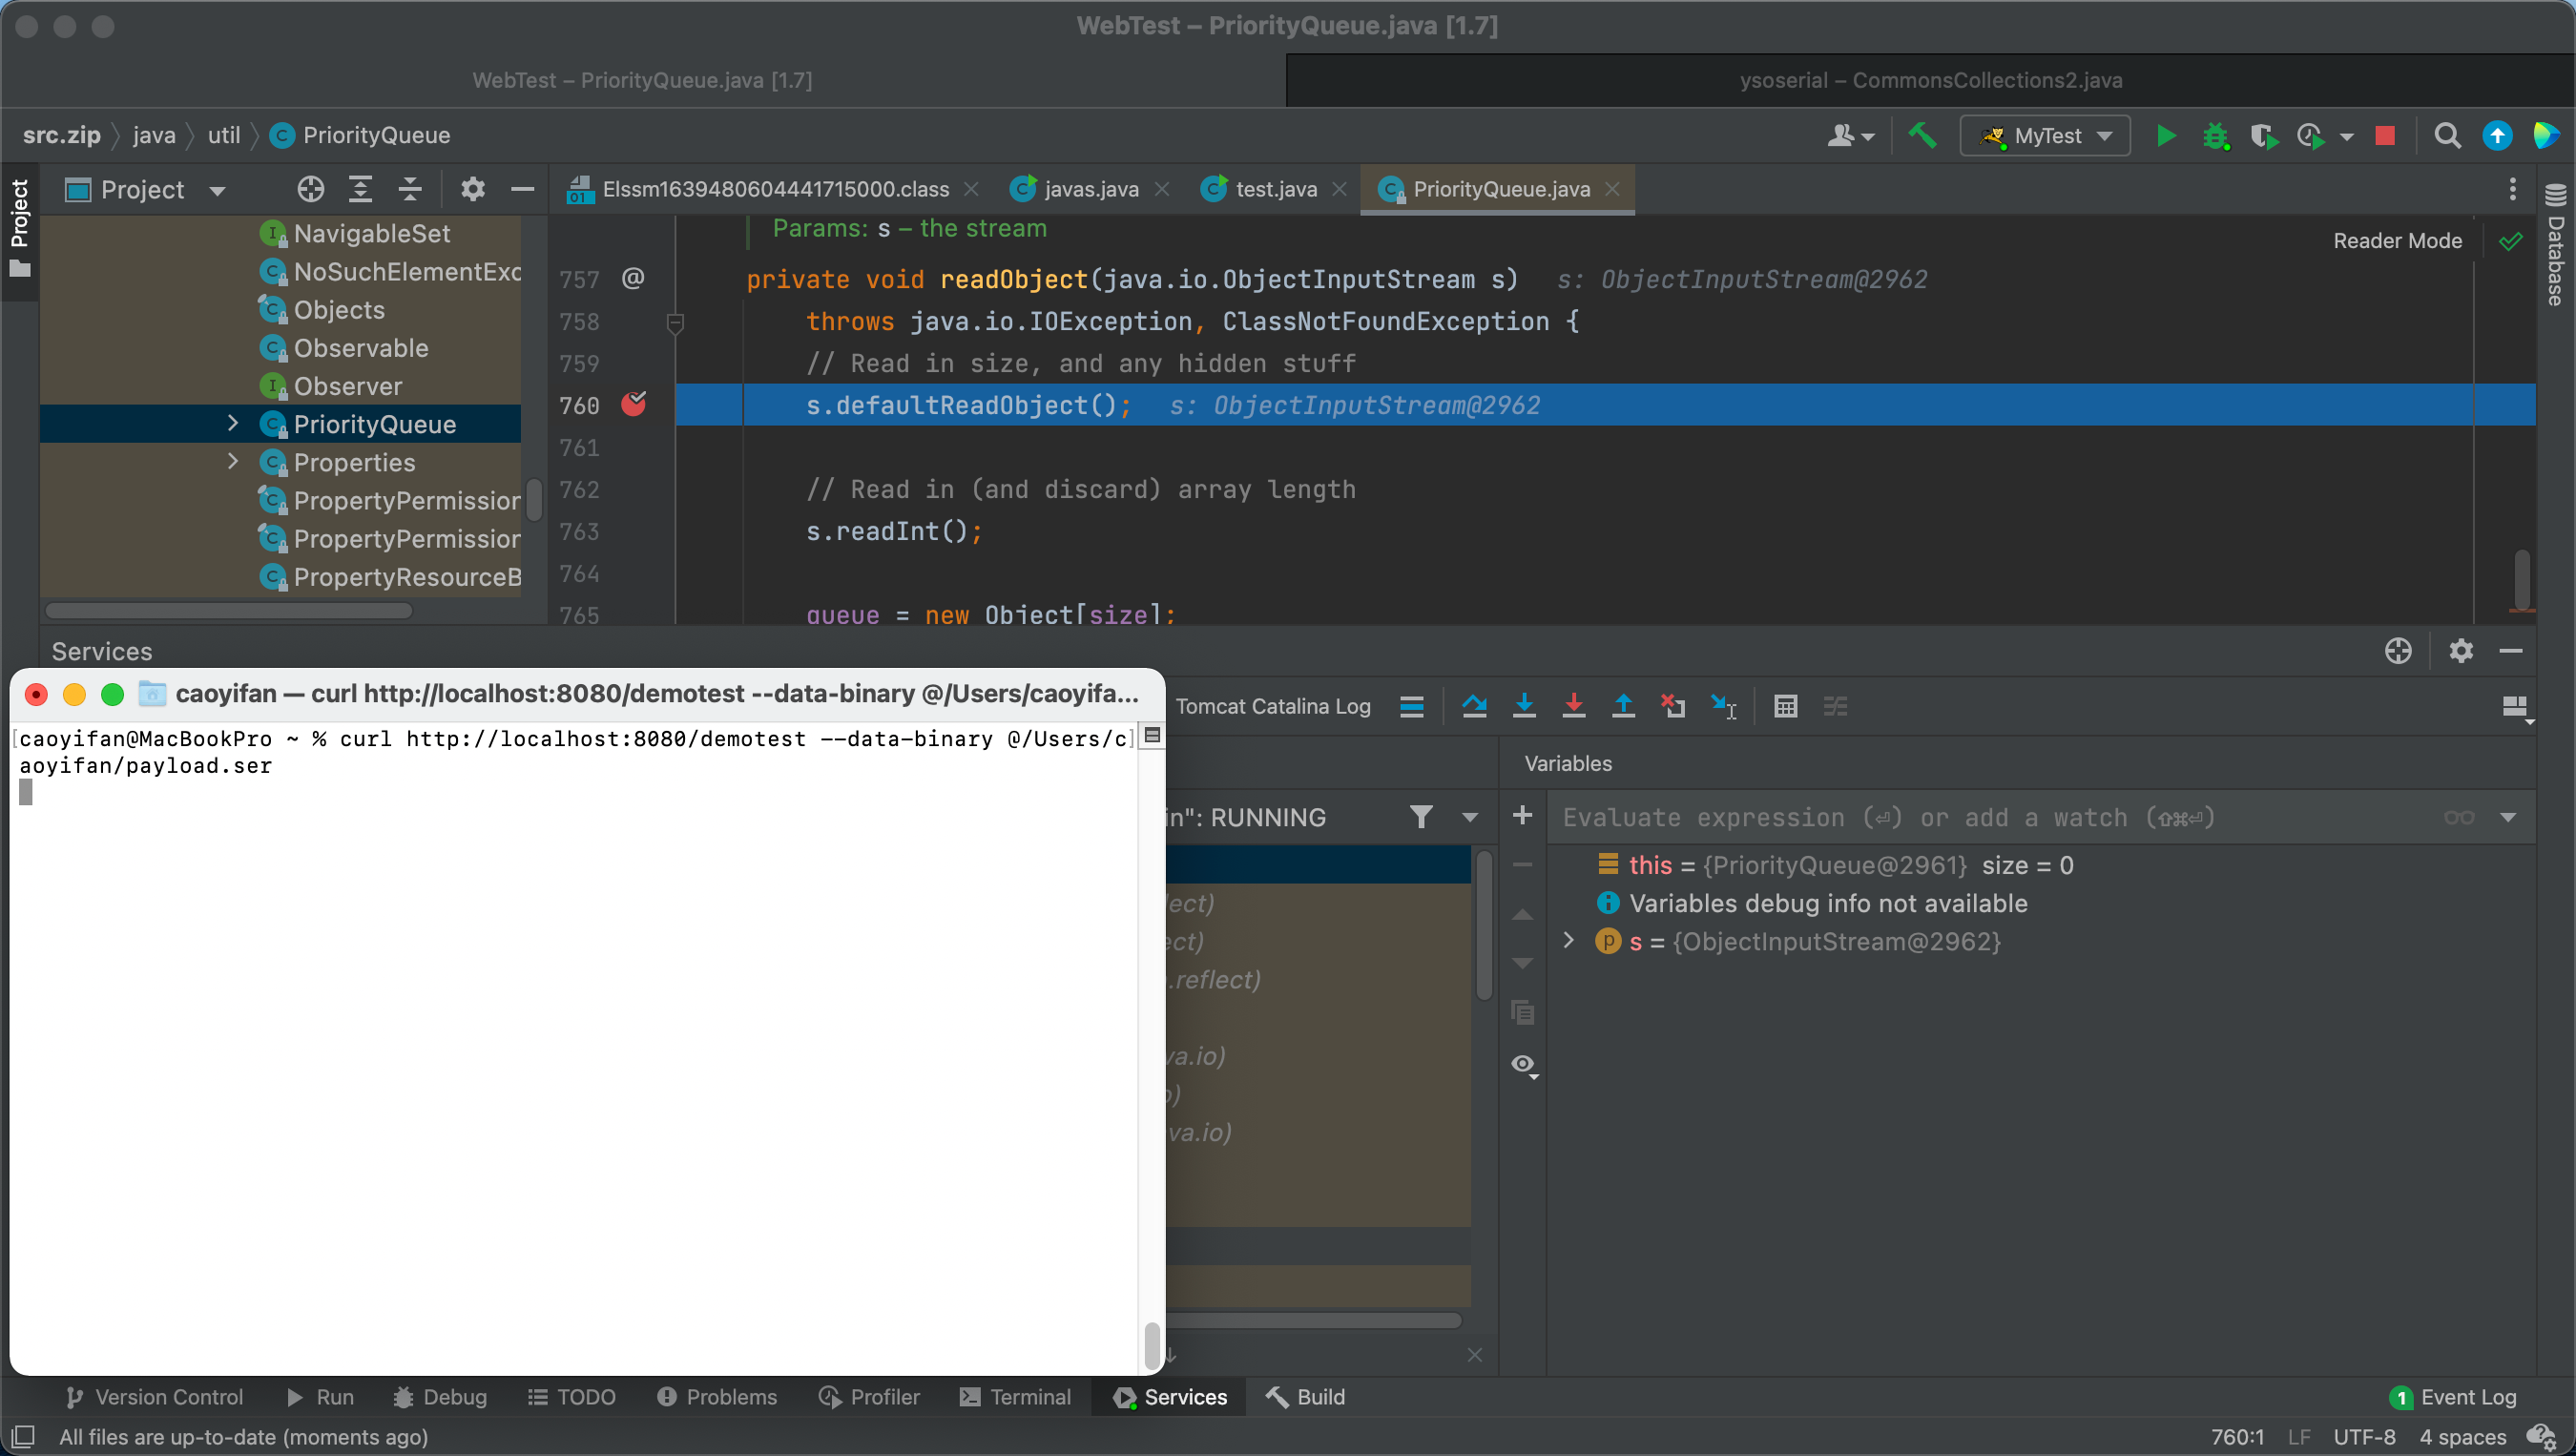 WebTest – PriorityQueue.java [1.7]
WebTest – PriorityQueue.java [1.7]
ysoserial – CommonsCollections2.java
src.zip
java
util
PriorityQueue
MyTest
Project
Project
Elssm1639480604441715000.class
javas.java
test.java
PriorityQueue.java
Database
NavigableSet
NoSuchElementExc
Objects
Observable
Observer
PriorityQueue
Properties
PropertyPermission
PropertyPermission
PropertyResourceB
Params: s – the stream
Reader Mode
757 @ private void readObject(java.io.ObjectInputStream s) s: ObjectInputStream@2962
758 throws java.io.IOException, ClassNotFoundException {
759 // Read in size, and any hidden stuff
760 s.defaultReadObject(); s: ObjectInputStream@2962
761
762 // Read in (and discard) array length
763 s.readInt();
764
765 queue = new Object[size];
Services
caoyifan — curl http://localhost:8080/demotest --data-binary @/Users/caoyifa...
caoyifan@MacBookPro ~ % curl http://localhost:8080/demotest --data-binary @/Users/c
aoyifan/payload.ser
Tomcat Catalina Log
Variables
in": RUNNING
Evaluate expression (⏎) or add a watch (⇧⌘⏎)
this = {PriorityQueue@2961} size = 0
Variables debug info not available
s = {ObjectInputStream@2962}
lect)
ect)
.reflect)
va.io)
o)
va.io)
Version Control
Run
Debug
TODO
Problems
Profiler
Terminal
Services
Build
1 Event Log
All files are up-to-date (moments ago)
760:1
LF
UTF-8
4 spaces